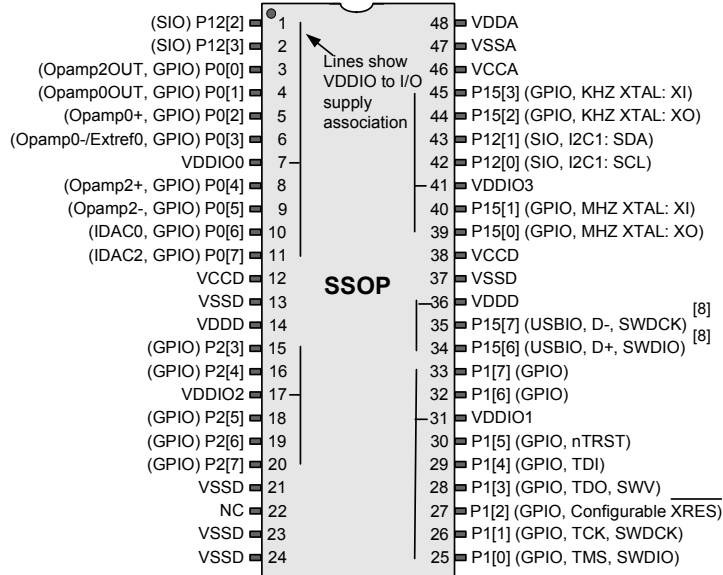 (SIO) P12[2] 1 48 VDDA
(SIO) P12[3] 2 47 VSSA
(Opamp2OUT, GPIO) P0[0] 3 46 VCCA
(Opamp0OUT, GPIO) P0[1] 4 45 P15[3] (GPIO, KHZ XTAL: XI)
(Opamp0+, GPIO) P0[2] 5 44 P15[2] (GPIO, KHZ XTAL: XO)
(Opamp0-/Extref0, GPIO) P0[3] 6 43 P12[1] (SIO, I2C1: SDA)
VDDIO0 7 42 P12[0] (SIO, I2C1: SCL)
(Opamp2+, GPIO) P0[4] 8 41 VDDIO3
(Opamp2-, GPIO) P0[5] 9 40 P15[1] (GPIO, MHZ XTAL: XI)
(IDAC0, GPIO) P0[6] 10 39 P15[0] (GPIO, MHZ XTAL: XO)
(IDAC2, GPIO) P0[7] 11 38 VCCD
VCCD 12 37 VSSD
VSSD 13 36 VDDD
VDDD 14 35 P15[7] (USBIO, D-, SWDCK) [8]
(GPIO) P2[3] 15 34 P15[6] (USBIO, D+, SWDIO) [8]
(GPIO) P2[4] 16 33 P1[7] (GPIO)
VDDIO2 17 32 P1[6] (GPIO)
(GPIO) P2[5] 18 31 VDDIO1
(GPIO) P2[6] 19 30 P1[5] (GPIO, nTRST)
(GPIO) P2[7] 20 29 P1[4] (GPIO, TDI)
VSSD 21 28 P1[3] (GPIO, TDO, SWV)
NC 22 27 P1[2] (GPIO, Configurable XRES)
VSSD 23 26 P1[1] (GPIO, TCK, SWDCK)
VSSD 24 25 P1[0] (GPIO, TMS, SWDIO)
Lines show
VDDIO to I/O
supply
association
SSOP